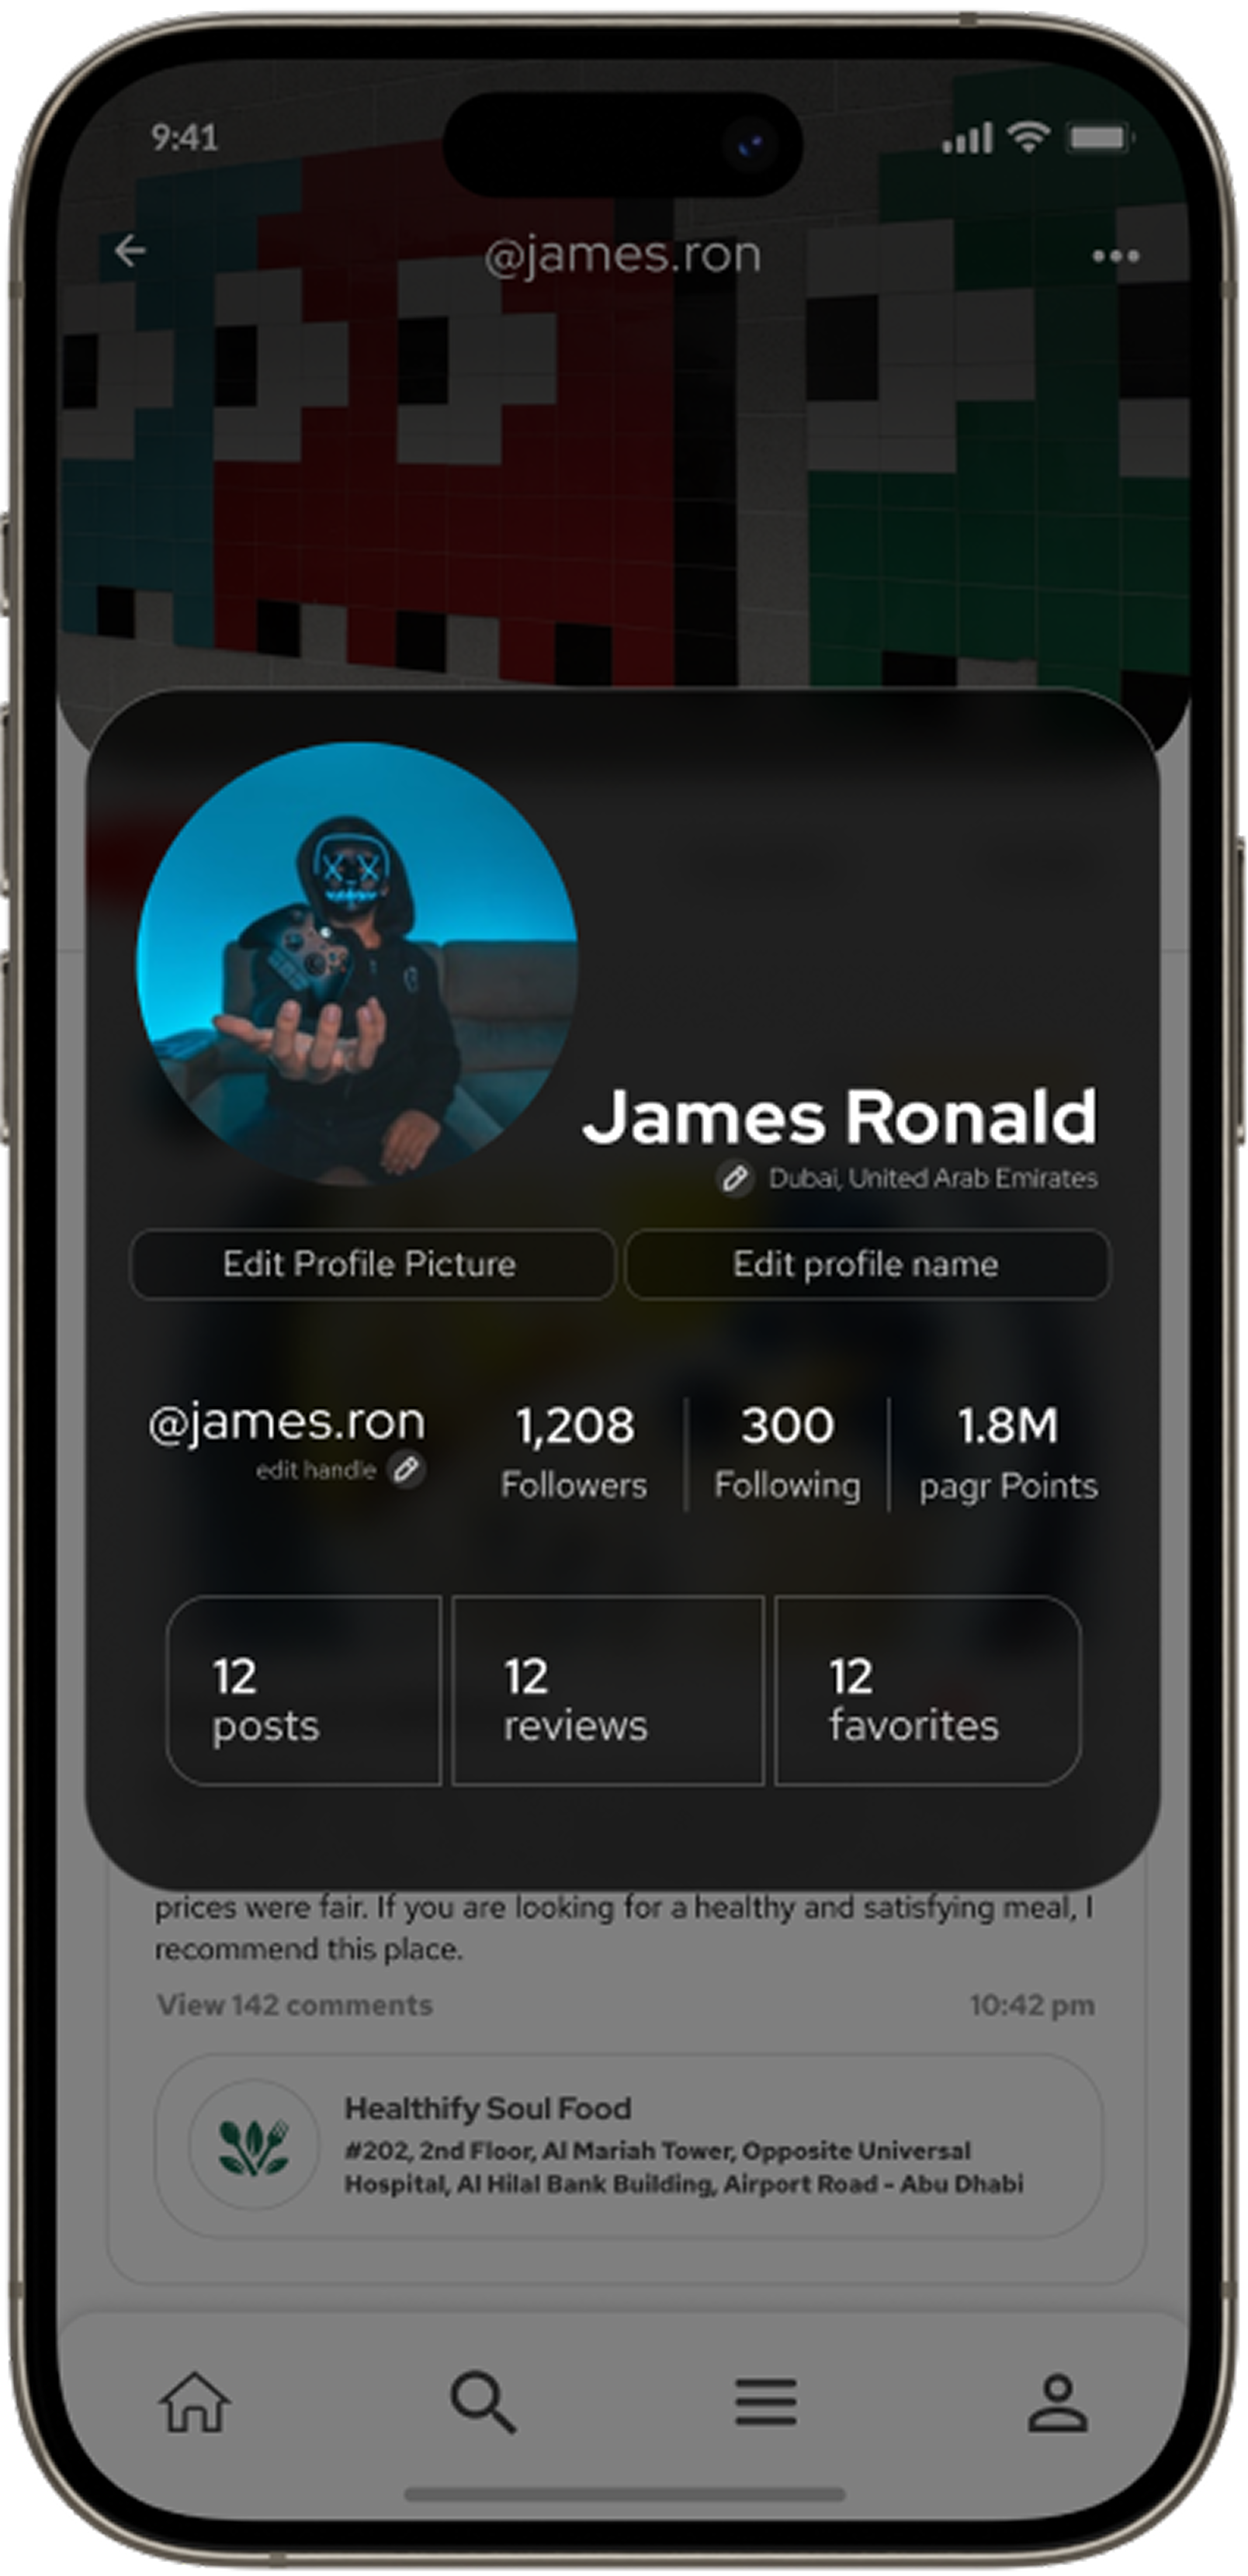 9:41
@james.ron
James Ronald
Dubai, United Arab Emirates
Edit Profile Picture
Edit profile name
@james.ron
edit handle
1,208
Followers
300
Following
1.8M
pagr Points
12
posts
12
reviews
12
favorites
prices were fair. If you are looking for a healthy and satisfying meal, I
recommend this place.
View 142 comments
10:42 pm
Healthify Soul Food
#202, 2nd Floor, Al Mariah Tower, Opposite Universal
Hospital, Al Hilal Bank Building, Airport Road - Abu Dhabi